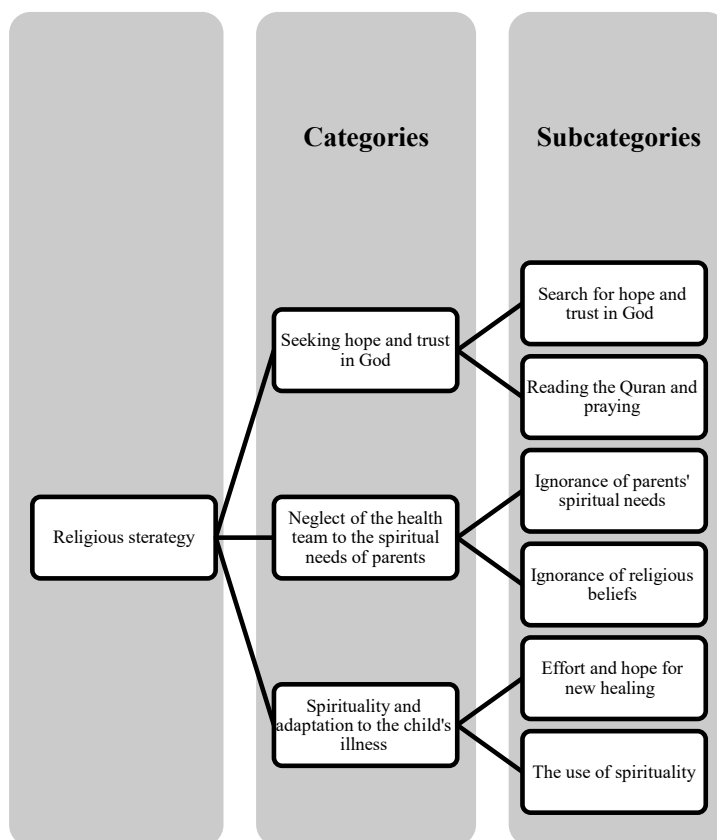 Categories
Subcategories
Religious sterategy
Seeking hope and trust
in God
Neglect of the health
team to the spiritual
needs of parents
Spirituality and
adaptation to the child's
illness
Search for hope and
trust in God
Reading the Quran and
praying
Ignorance of parents'
spiritual needs
Ignorance of religious
beliefs
Effort and hope for
new healing
The use of spirituality